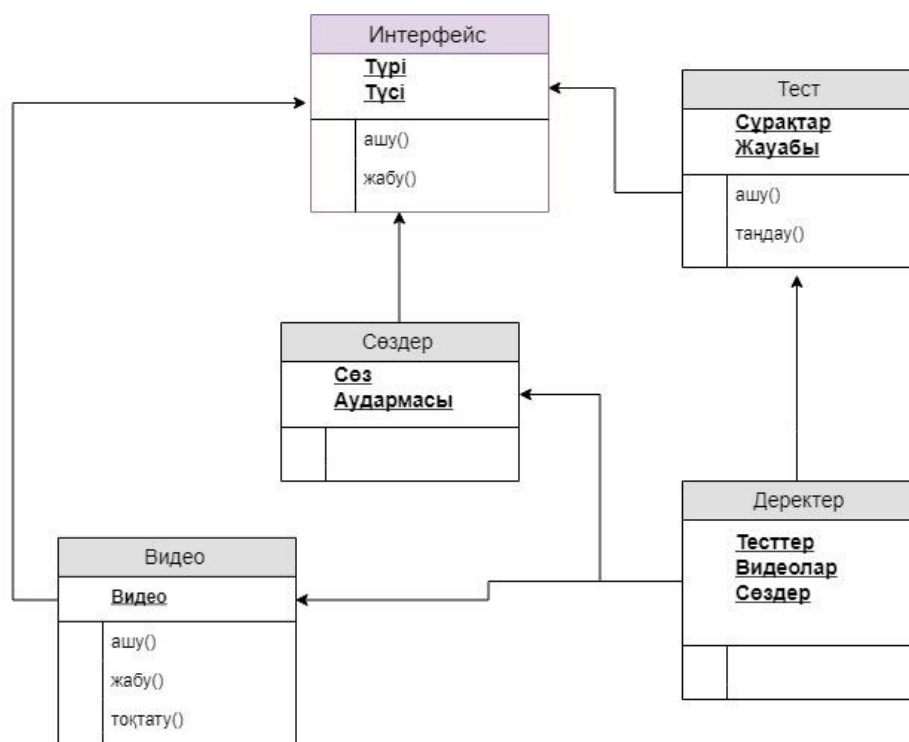 Интерфейс
Түрі
Түсі
ашу()
жабу()
Тест
Сұрақтар
Жауабы
ашу()
таңдау()
Сөздер
Сөз
Аудармасы
Деректер
Тесттер
Видеолар
Сөздер
Видео
Видео
ашу()
жабу()
тоқтату()